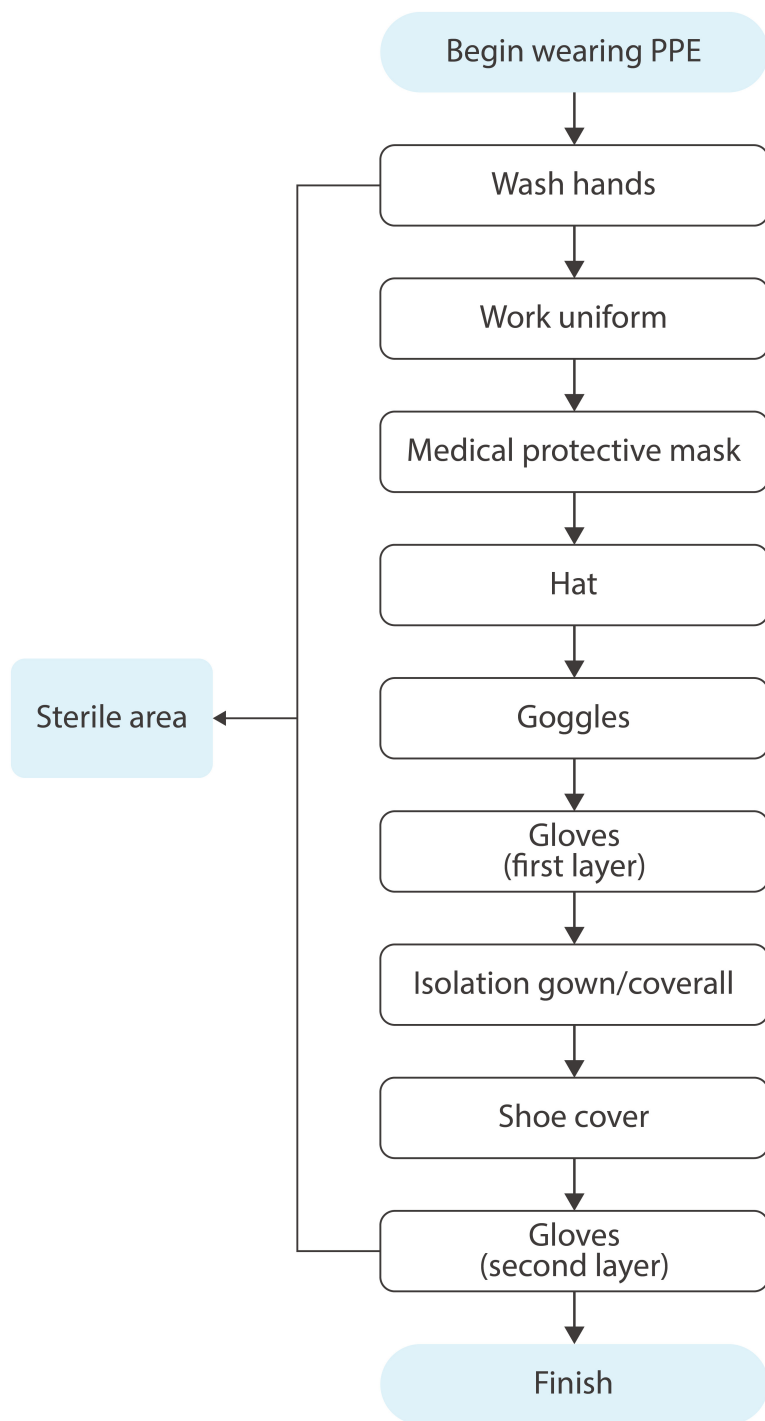 Begin wearing PPE
Wash hands
Work uniform
Medical protective mask
Hat
Sterile area
Goggles
Gloves
(first layer)
Isolation gown/coverall
Shoe cover
Gloves
(second layer)
Finish